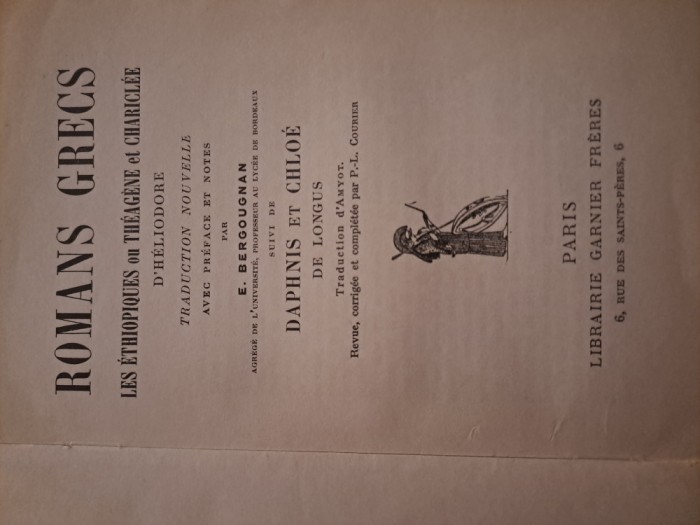 ROMANS GRECS
LES ÉTHIOPIQUES ou THÉAGÈNE et CHARICLÉE
D'HÉLIODORE
TRADUCTION NOUVELLE
AVEC PRÉFACE ET NOTES
PAR
E. BERGOUGNAN
AGRÉGÉ DE L'UNIVERSITÉ, PROFESSEUR AU LYCÉE DE BORDEAUX
SUIVI DE
DAPHNIS ET CHLOÉ
DE LONGUS
Traduction d'AMYOT.
Revue, corrigée et complétée par P.-L. COURIER
PARIS
LIBRAIRIE GARNIER FRÈRES
6, RUE DES SAINTS-PÈRES, 6